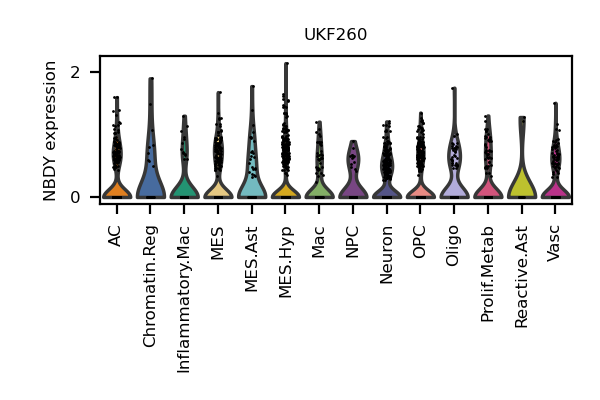 UKF260
NBDY expression
2
0
AC
Chromatin.Reg
Inflammatory.Mac
MES
MES.Ast
MES.Hyp
Mac
NPC
Neuron
OPC
Oligo
Prolif.Metab
Reactive.Ast
Vasc